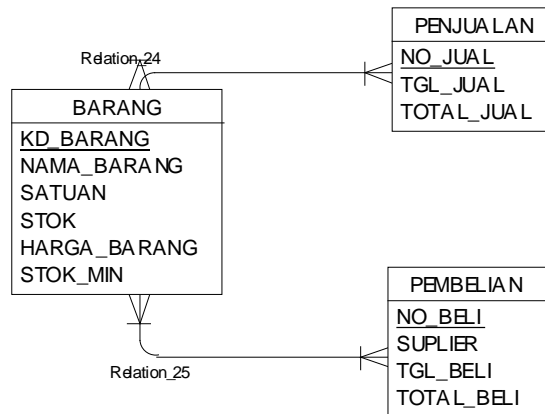 PENJUALAN
NO_JUAL
TGL_JUAL
TOTAL_JUAL
Relation_24
BARANG
KD_BARANG
NAMA_BARANG
SATUAN
STOK
HARGA_BARANG
STOK_MIN
PEMBELIAN
NO_BELI
SUPLIER
TGL_BELI
TOTAL_BELI
Relation_25